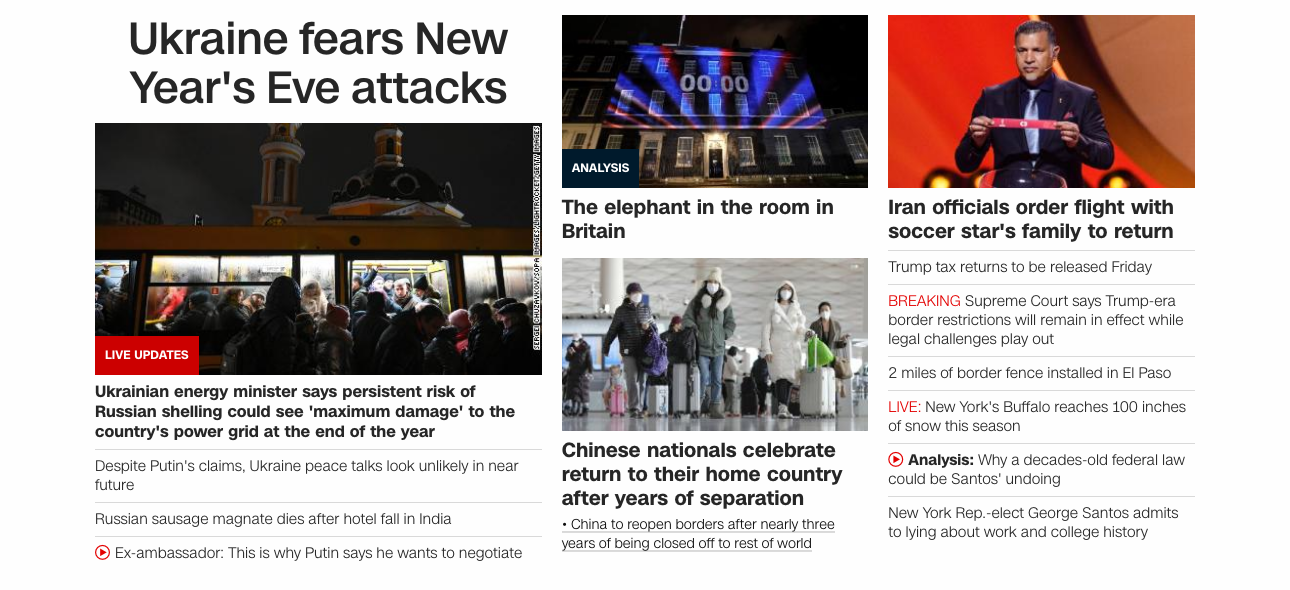 Ukraine fears New
Year's Eve attacks
SERGEI CHUZAVKOV/SOPA IMAGES/LIGHTROCKET/GETTY IMAGES
LIVE UPDATES
Ukrainian energy minister says persistent risk of
Russian shelling could see 'maximum damage' to the
country's power grid at the end of the year
Despite Putin's claims, Ukraine peace talks look unlikely in near
future
Russian sausage magnate dies after hotel fall in India
Ex-ambassador: This is why Putin says he wants to negotiate
00:00
ANALYSIS
The elephant in the room in
Britain
Chinese nationals celebrate
return to their home country
after years of separation
• China to reopen borders after nearly three
years of being closed off to rest of world
Iran officials order flight with
soccer star's family to return
Trump tax returns to be released Friday
BREAKING Supreme Court says Trump-era
border restrictions will remain in effect while
legal challenges play out
2 miles of border fence installed in El Paso
LIVE: New York's Buffalo reaches 100 inches
of snow this season
Analysis: Why a decades-old federal law
could be Santos' undoing
New York Rep.-elect George Santos admits
to lying about work and college history